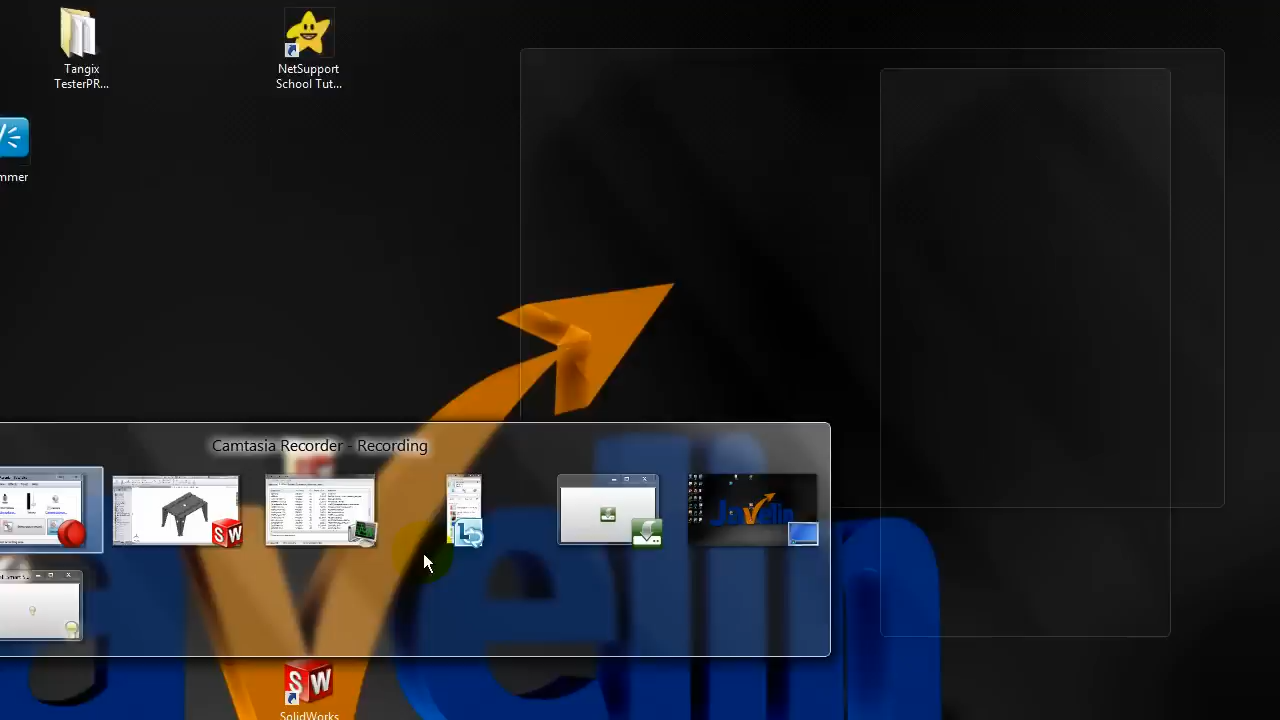 Tangix
TesterPR...
NetSupport
School Tut...
mmer
Camtasia Recorder - Recording
SW
SW
SolidWorks